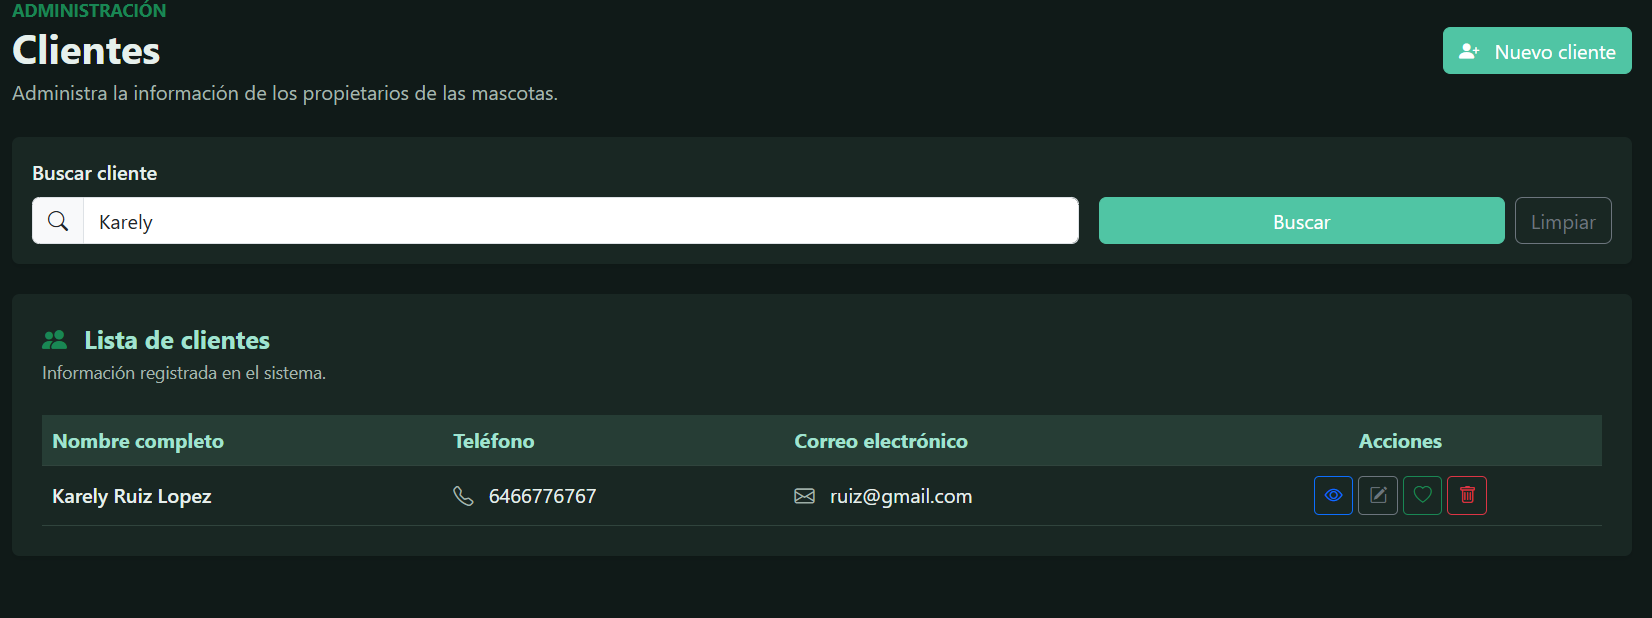 ADMINISTRACIÓN
Clientes
Nuevo cliente
Administra la información de los propietarios de las mascotas.
Buscar cliente
Karely
Buscar
Limpiar
Lista de clientes
Información registrada en el sistema.
Nombre completo Teléfono Correo electrónico Acciones
Karely Ruiz Lopez 6466776767 ruiz@gmail.com